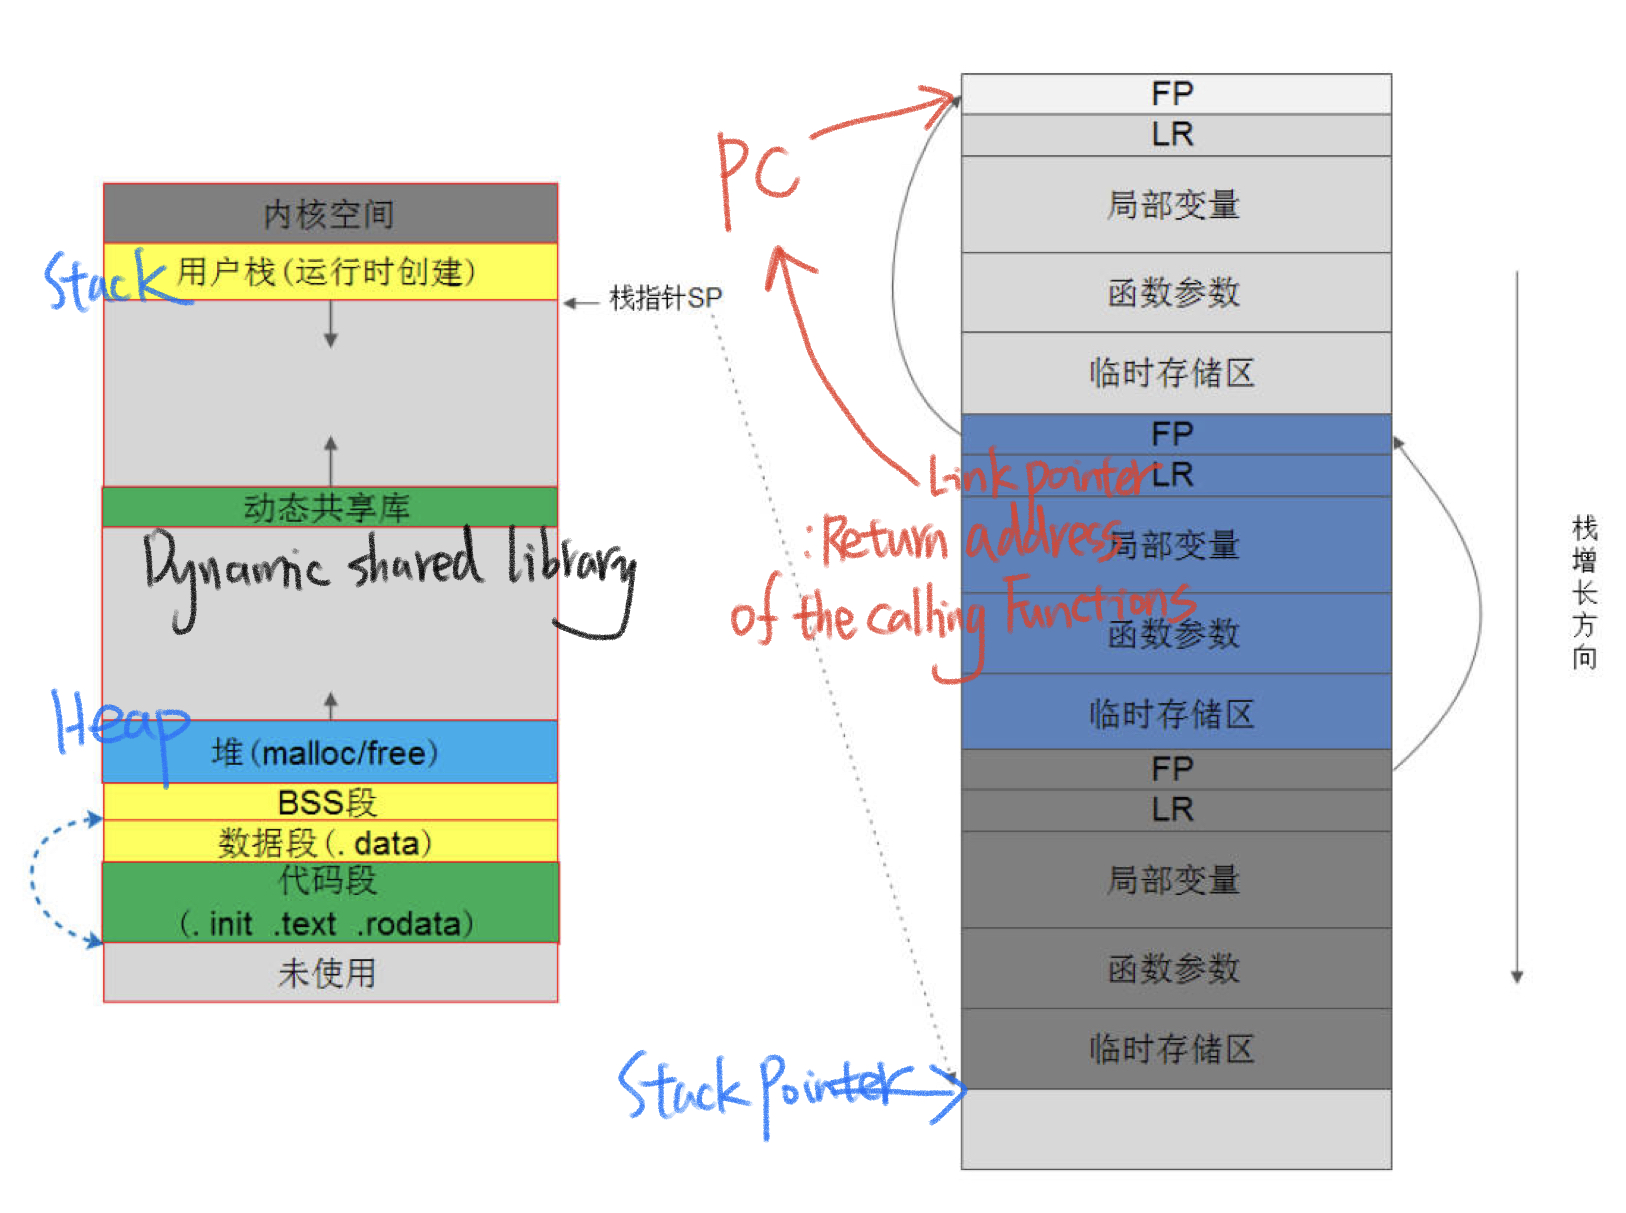 内核空间
Stack
用户栈(运行时创建)
栈指针SP
动态共享库
Dynamic shared library
Heap
堆(malloc/free)
BSS段
数据段(.data)
代码段
(.init .text .rodata)
未使用
PC
Link pointer
:Return address
of the calling Functions
Stack pointer
FP
LR
局部变量
函数参数
临时存储区
FP
LR
局部变量
函数参数
临时存储区
FP
LR
局部变量
函数参数
临时存储区
栈增长方向